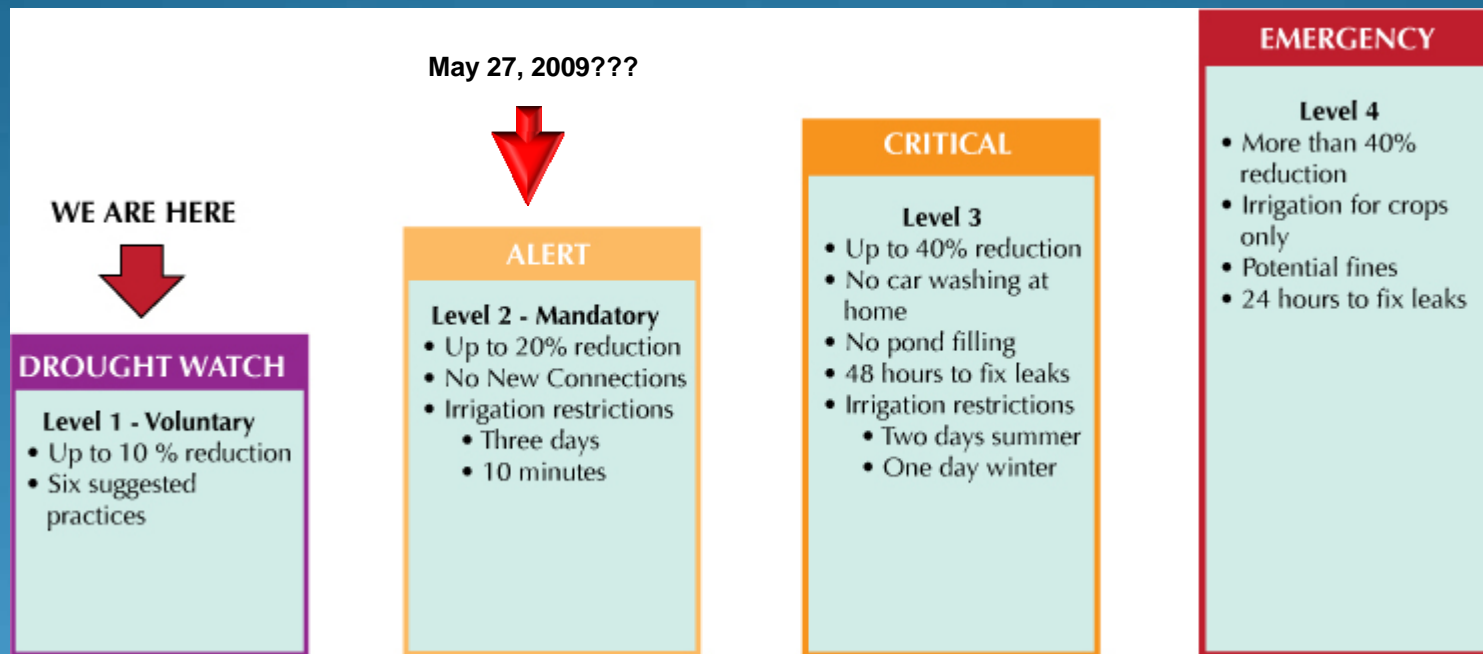 WE ARE HERE
DROUGHT WATCH
Level 1 - Voluntary
• Up to 10 % reduction
• Six suggested
practices
May 27, 2009???
ALERT
Level 2 - Mandatory
• Up to 20% reduction
• No New Connections
• Irrigation restrictions
• Three days
• 10 minutes
CRITICAL
Level 3
• Up to 40% reduction
• No car washing at
home
• No pond filling
• 48 hours to fix leaks
• Irrigation restrictions
• Two days summer
• One day winter
EMERGENCY
Level 4
• More than 40%
reduction
• Irrigation for crops
only
• Potential fines
• 24 hours to fix leaks